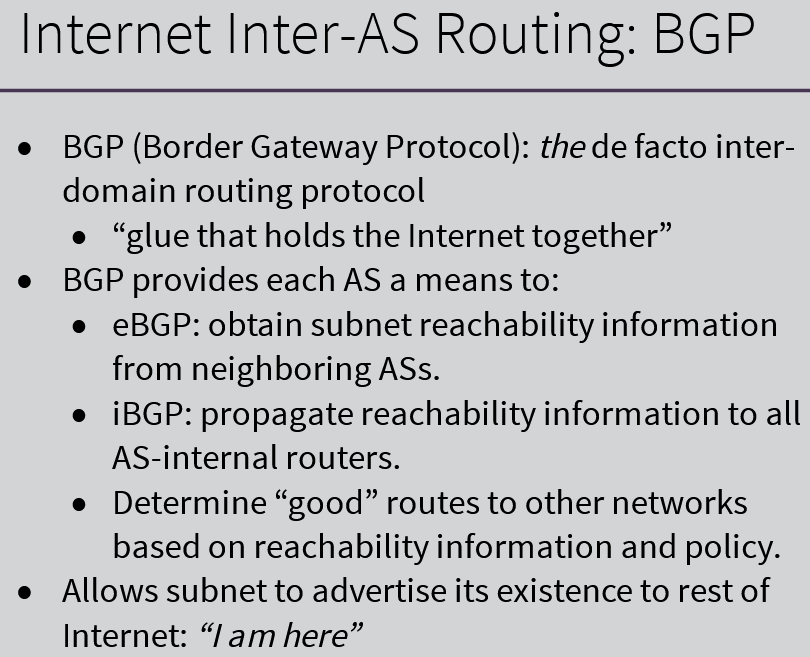 Internet Inter-AS Routing: BGP
• BGP (Border Gateway Protocol): the de facto inter-
domain routing protocol
• “glue that holds the Internet together”
• BGP provides each AS a means to:
• eBGP: obtain subnet reachability information
from neighboring ASs.
• iBGP: propagate reachability information to all
AS-internal routers.
• Determine “good” routes to other networks
based on reachability information and policy.
• Allows subnet to advertise its existence to rest of
Internet: “I am here”